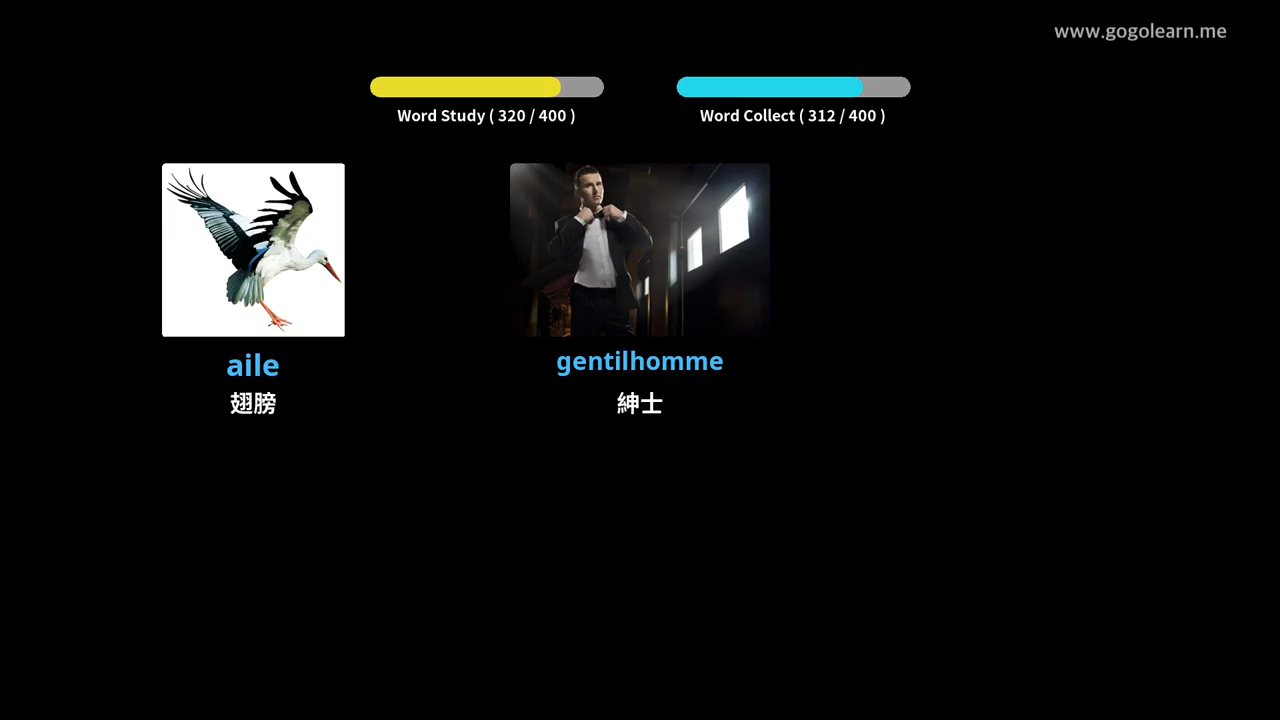 www.gogolearn.me
Word Study ( 320 / 400 )
Word Collect ( 312 / 400 )
aile
翅膀
gentilhomme
紳士